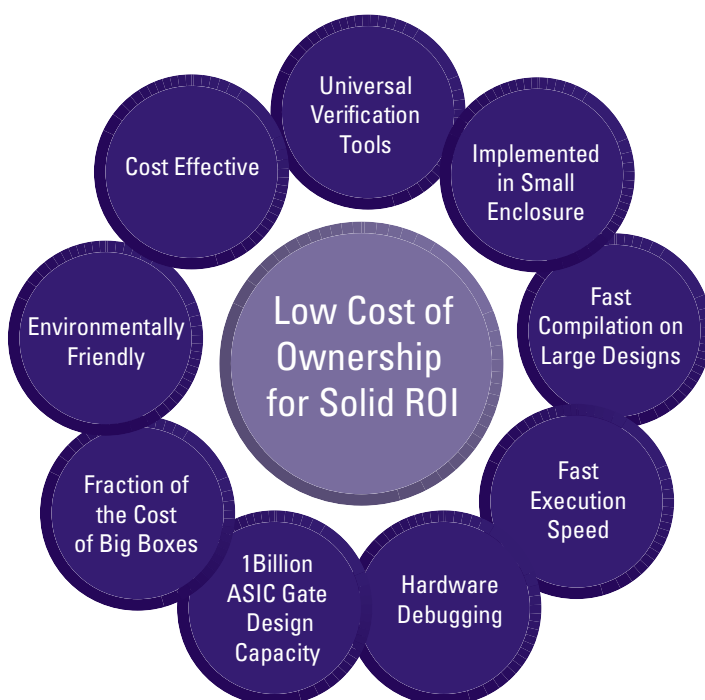 Universal
Verification
Tools
Implemented
in Small
Enclosure
Fast
Compilation on
Large Designs
Fast
Execution
Speed
Hardware
Debugging
1Billion
ASIC Gate
Design
Capacity
Fraction of
the Cost
of Big Boxes
Environmentally
Friendly
Cost Effective
Low Cost of
Ownership
for Solid ROI